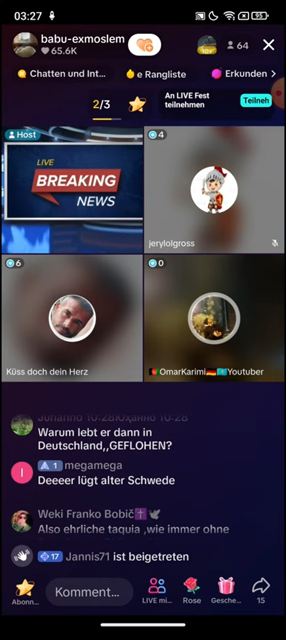 03:27
95
babu-exmoslem
65.6K
64
Chatten und Int...
e Rangliste
Erkunden
2/3
An LIVE Fest
teilnehmen
Teilneh
Host
LIVE
BREAKING
NEWS
4
jerylolgross
6
Küss doch dein Herz
0
OmarKarimi Youtuber
Warum lebt er dann in
Deutschland,,GEFLOHEN?
1 megamega
Deeeer lügt alter Schwede
Weki Franko Bobič
Also ehrliche taquia ,wie immer ohne
17 Jannis71 ist beigetreten
Abonn...
Komment...
LIVE mi...
Rose
Gesche...
15